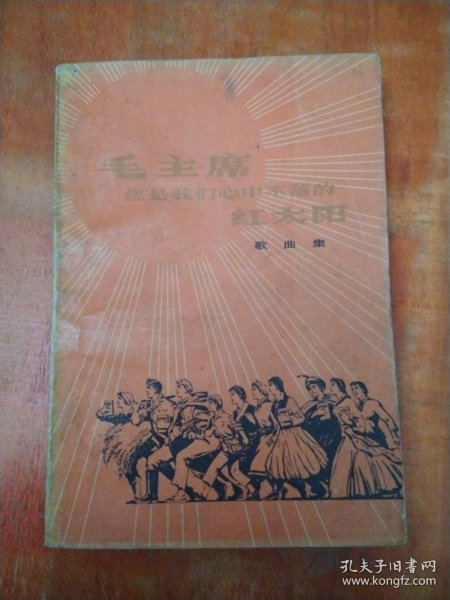 毛主席
您是我们心中不落的
红太阳
歌曲集
孔夫子旧书网
www.kongfz.com